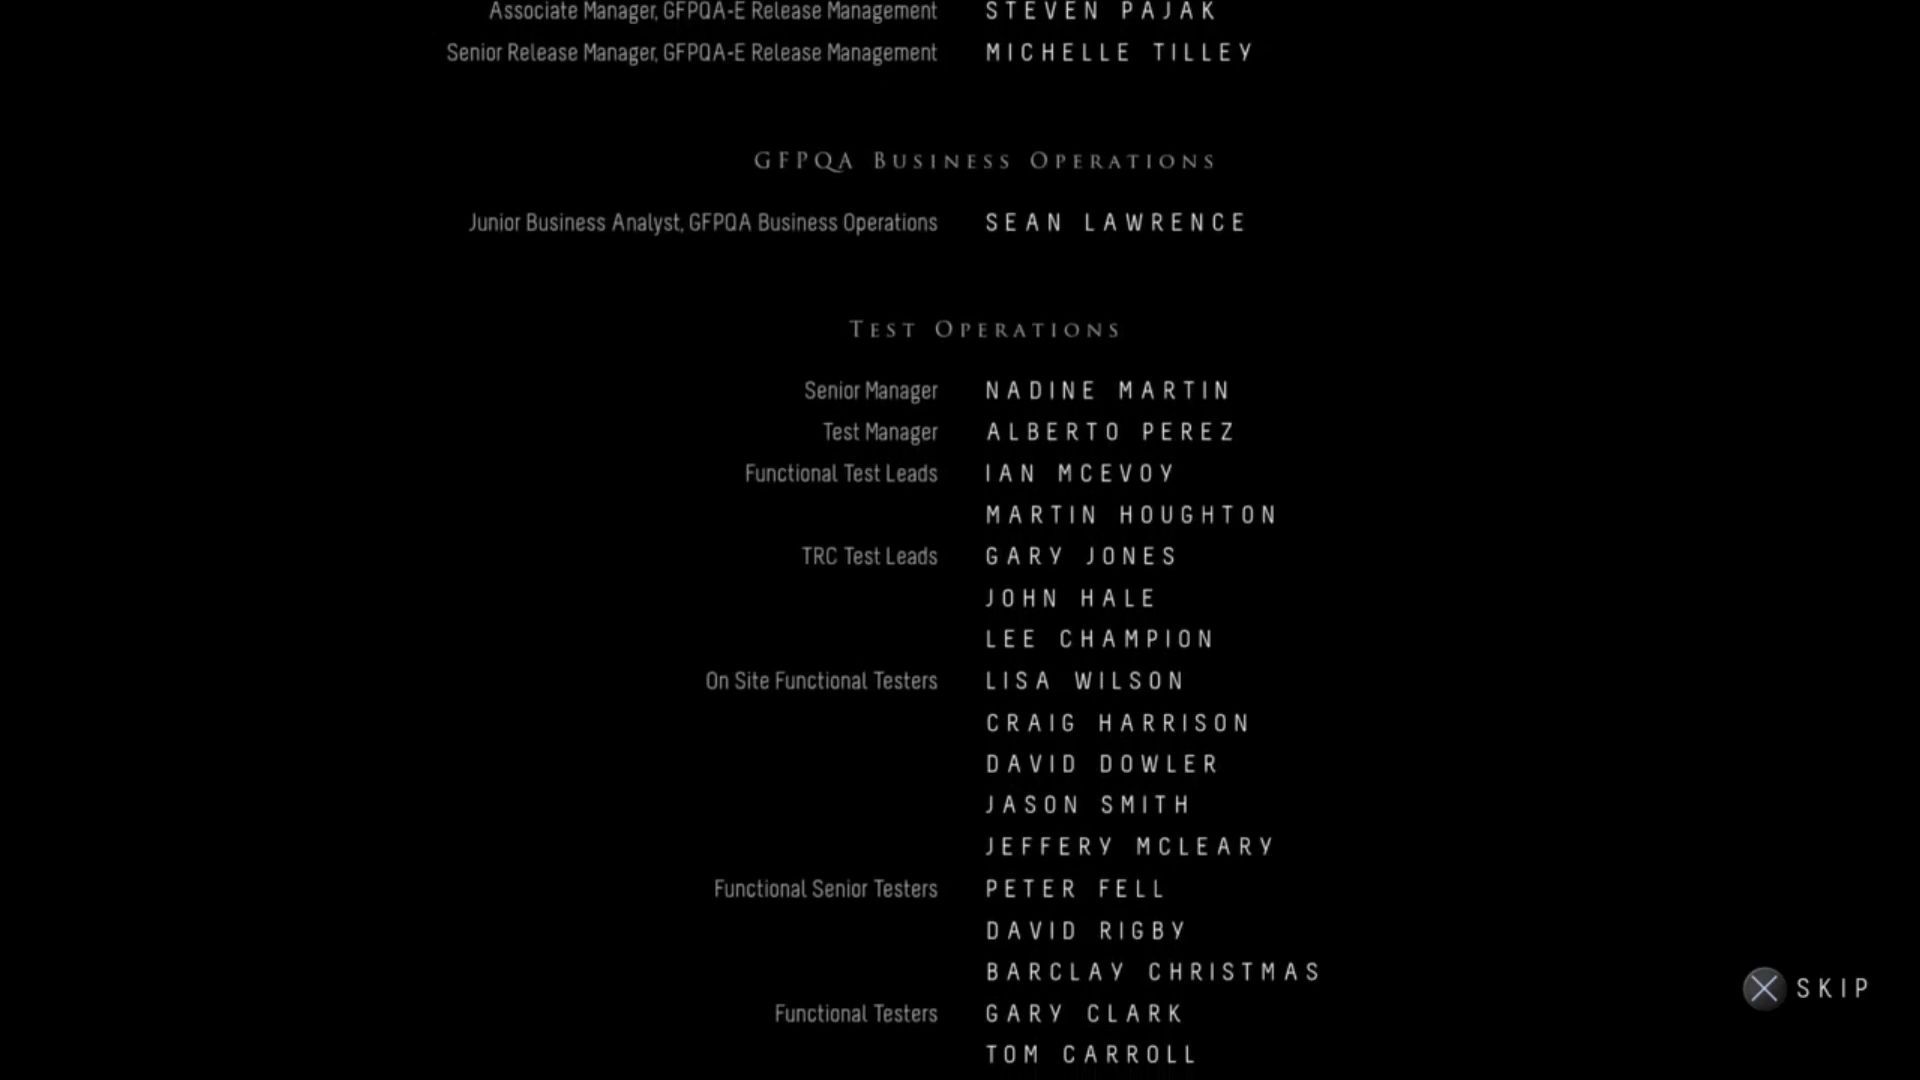 Associate Manager, GFPQA-E Release Management STEVEN PAJAK
Senior Release Manager, GFPQA-E Release Management MICHELLE TILLEY
GFPQA BUSINESS OPERATIONS
Junior Business Analyst, GFPQA Business Operations SEAN LAWRENCE
TEST OPERATIONS
Senior Manager NADINE MARTIN
Test Manager ALBERTO PEREZ
Functional Test Leads IAN MCEVOY
MARTIN HOUGHTON
TRC Test Leads GARY JONES
JOHN HALE
LEE CHAMPION
On Site Functional Testers LISA WILSON
CRAIG HARRISON
DAVID DOWLER
JASON SMITH
JEFFERY MCLEARY
Functional Senior Testers PETER FELL
DAVID RIGBY
BARCLAY CHRISTMAS
SKIP
Functional Testers GARY CLARK
TOM CARROLL